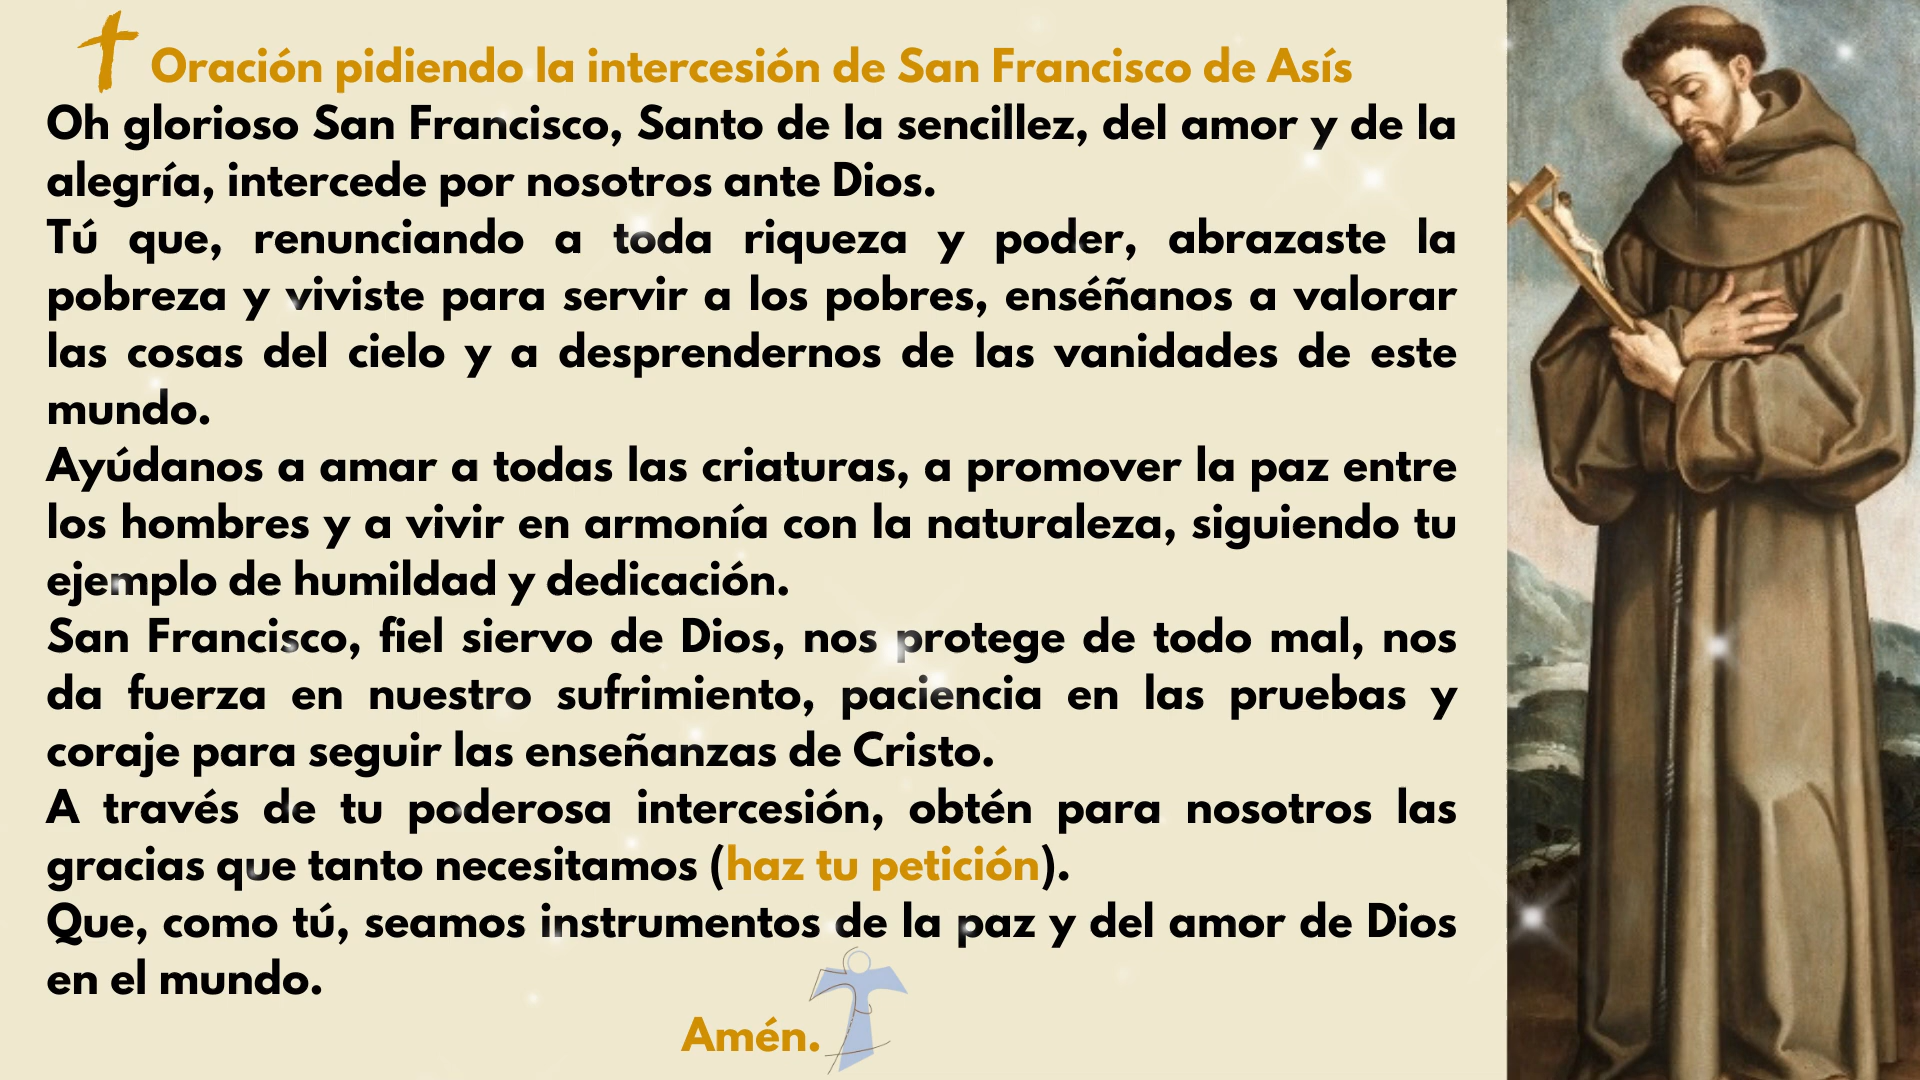 Oración pidiendo la intercesión de San Francisco de Asís
Oh glorioso San Francisco, Santo de la sencillez, del amor y de la
alegría, intercede por nosotros ante Dios.
Tú que, renunciando a toda riqueza y poder, abrazaste la
pobreza y viviste para servir a los pobres, enséñanos a valorar
las cosas del cielo y a desprendernos de las vanidades de este
mundo.
Ayúdanos a amar a todas las criaturas, a promover la paz entre
los hombres y a vivir en armonía con la naturaleza, siguiendo tu
ejemplo de humildad y dedicación.
San Francisco, fiel siervo de Dios, nos protege de todo mal, nos
da fuerza en nuestro sufrimiento, paciencia en las pruebas y
coraje para seguir las enseñanzas de Cristo.
A través de tu poderosa intercesión, obtén para nosotros las
gracias que tanto necesitamos (haz tu petición).
Que, como tú, seamos instrumentos de la paz y del amor de Dios
en el mundo.
Amén.